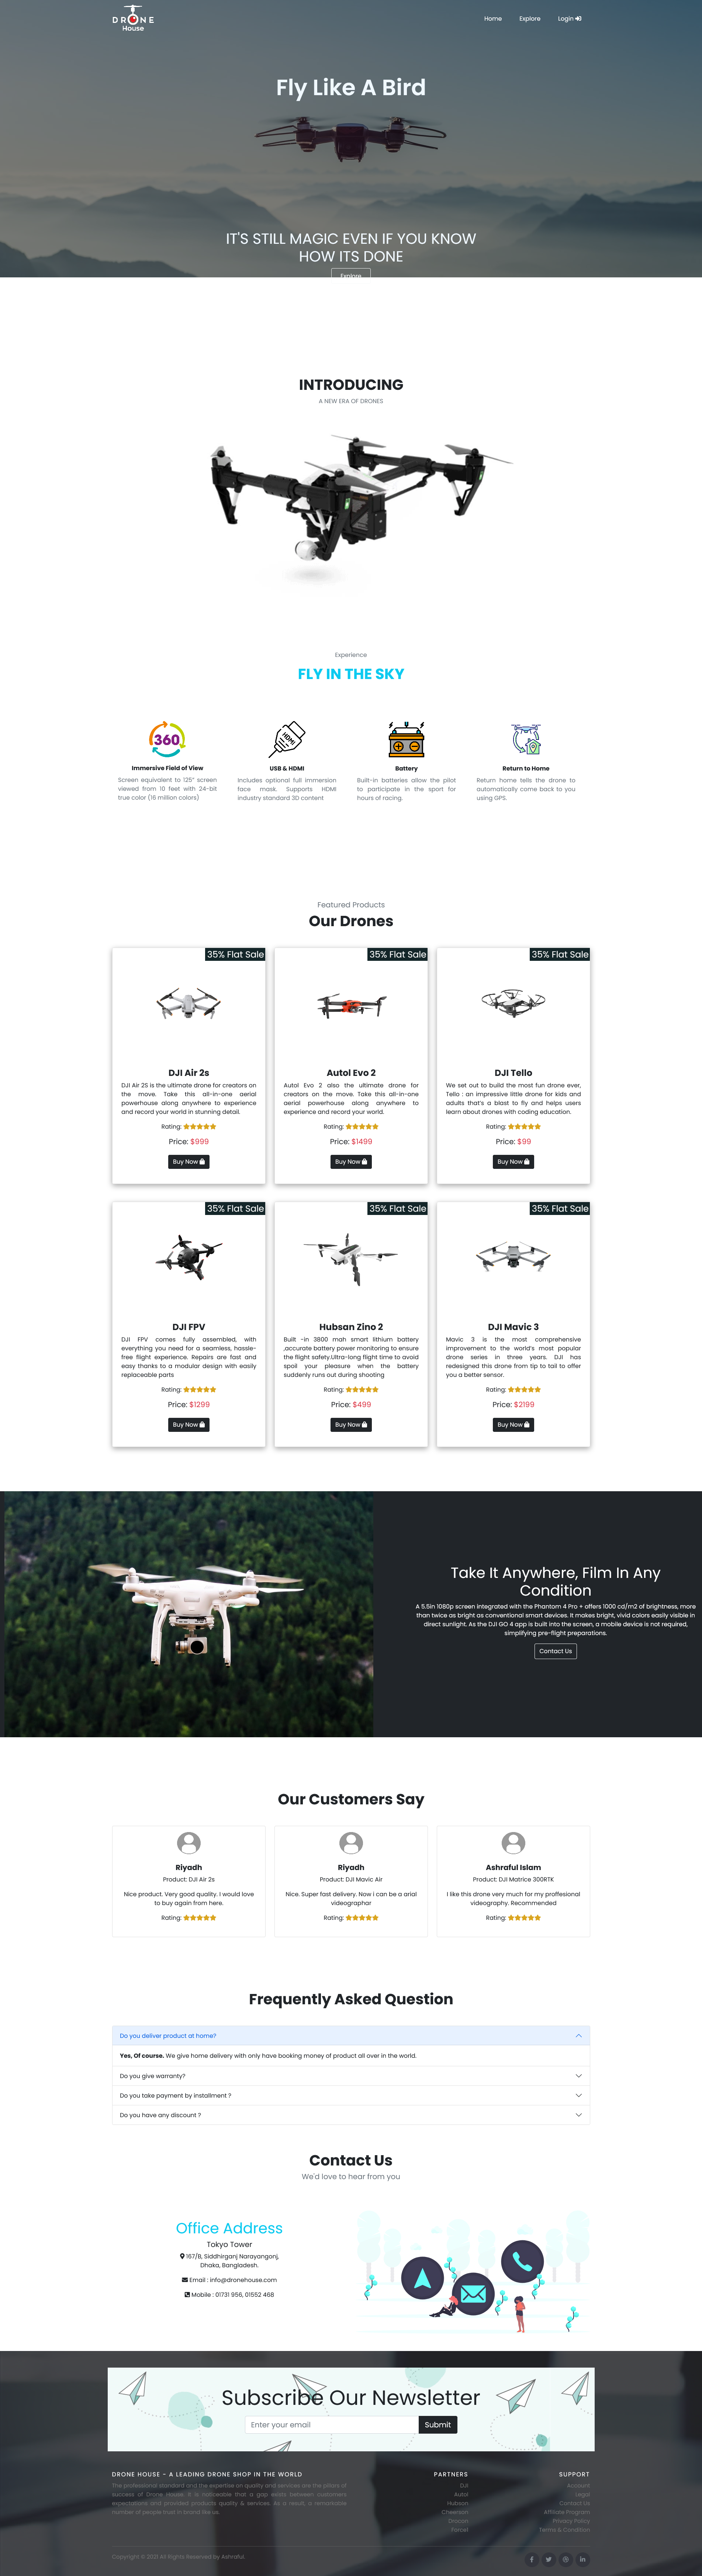 DRONE
House
Home
Explore
Login
Fly Like A Bird
IT'S STILL MAGIC EVEN IF YOU KNOW
HOW ITS DONE
Explore
INTRODUCING
A NEW ERA OF DRONES
Experience
FLY IN THE SKY
360
Immersive Field of View
Screen equivalent to 125" screen
viewed from 10 feet with 24-bit
true color (16 million colors)
HDMI
USB & HDMI
Includes optional full immersion
face mask. Supports HDMI
industry standard 3D content
Battery
Built-in batteries allow the pilot
to participate in the sport for
hours of racing.
Return to Home
Return home tells the drone to
automatically come back to you
using GPS.
Featured Products
Our Drones
35% Flat Sale
DJI Air 2s
DJI Air 2S is the ultimate drone for creators on
the move. Take this all-in-one aerial
powerhouse along anywhere to experience
and record your world in stunning detail.
Rating:
Price: $999
Buy Now
35% Flat Sale
Autol Evo 2
Autol Evo 2 also the ultimate drone for
creators on the move. Take this all-in-one
aerial powerhouse along anywhere to
experience and record your world.
Rating:
Price: $1499
Buy Now
35% Flat Sale
DJI Tello
We set out to build the most fun drone ever,
Tello : an impressive little drone for kids and
adults that's a blast to fly and helps users
learn about drones with coding education.
Rating:
Price: $99
Buy Now
35% Flat Sale
DJI FPV
DJI FPV comes fully assembled, with
everything you need for a seamless, hassle-
free flight experience. Repairs are fast and
easy thanks to a modular design with easily
replaceable parts
Rating:
Price: $1299
Buy Now
35% Flat Sale
Hubsan Zino 2
Built -in 3800 mah smart lithium battery
,accurate battery power monitoring to ensure
the flight safety.Ultra-long flight time to avoid
spoil your pleasure when the battery
suddenly runs out during shooting
Rating:
Price: $499
Buy Now
35% Flat Sale
DJI Mavic 3
Mavic 3 is the most comprehensive
improvement to the world's most popular
drone series in three years. DJI has
redesigned this drone from tip to tail to offer
you a better sensor.
Rating:
Price: $2199
Buy Now
Take It Anywhere, Film In Any
Condition
A 5.5in 1080p screen integrated with the Phantom 4 Pro + offers 1000 cd/m2 of brightness, more
than twice as bright as conventional smart devices. It makes bright, vivid colors easily visible in
direct sunlight. As the DJI GO 4 app is built into the screen, a mobile device is not required,
simplifying pre-flight preparations.
Contact Us
Our Customers Say
Riyadh
Product: DJI Air 2s
Nice product. Very good quality. I would love
to buy again from here.
Rating:
Riyadh
Product: DJI Mavic Air
Nice. Super fast delivery. Now i can be a arial
videographar
Rating:
Ashraful Islam
Product: DJI Matrice 300RTK
I like this drone very much for my proffesional
videography. Recommended
Rating:
Frequently Asked Question
Do you deliver product at home?
Yes, Of course. We give home delivery with only have booking money of product all over in the world.
Do you give warranty?
Do you take payment by installment ?
Do you have any discount ?
Contact Us
We'd love to hear from you
Office Address
Tokyo Tower
167/B, Siddhirganj Narayanganj,
Dhaka, Bangladesh.
Email : info@dronehouse.com
Mobile : 01731 956, 01552 468
Subscribe Our Newsletter
Enter your email
Submit
DRONE HOUSE - A LEADING DRONE SHOP IN THE WORLD
The professional standard and the expertise on quality and services are the pillars of
success of Drone House. It is noticeable that a gap exists between customers
expectations and provided products quality & services. As a result, a remarkable
number of people trust in brand like us.
PARTNERS
DJI
Autol
Hubson
Cheerson
Dracon
Forcel
SUPPORT
Account
Legal
Contact Us
Affiliate Program
Privacy Policy
Terms & Condition
Copyright © 2021 All Rights Reserved by Ashraful.